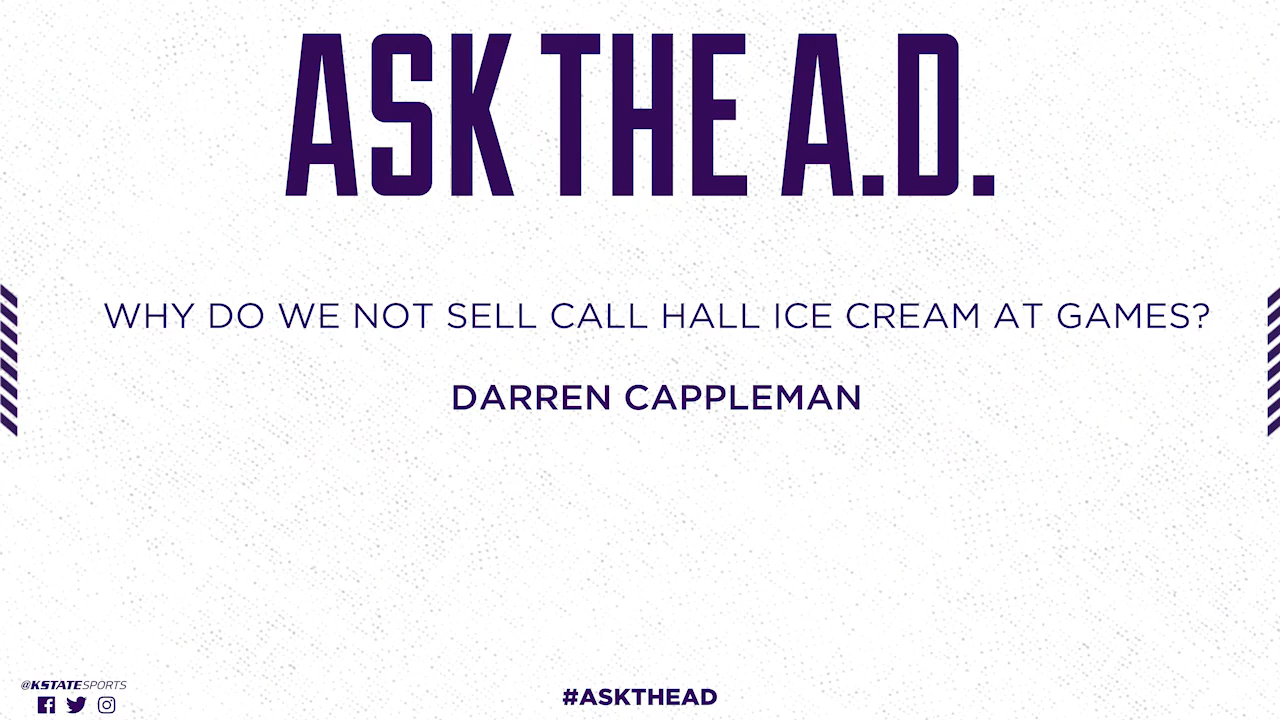 ASK THE A.D.
WHY DO WE NOT SELL CALL HALL ICE CREAM AT GAMES?
DARREN CAPPLEMAN
@KSTATESPORTS
#ASKTHEAD